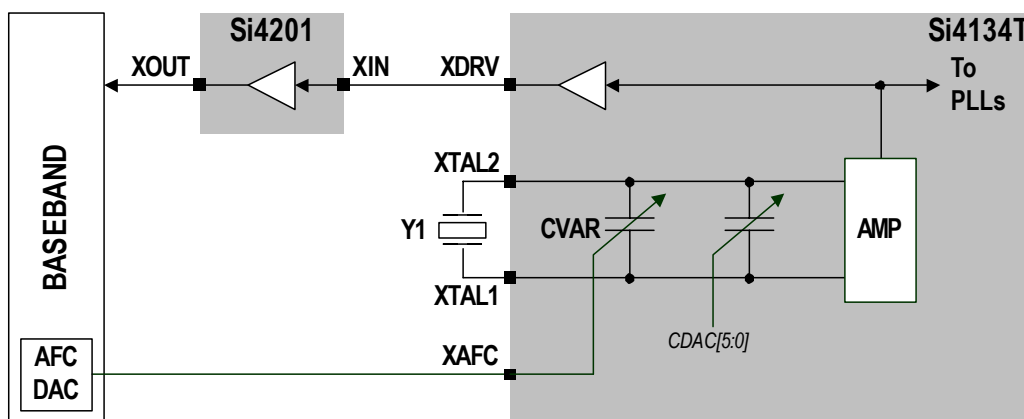 Si4201
Si4134T
XOUT
XIN
XDRV
To
PLLs
BASEBAND
XTAL2
Y1
CVAR
AMP
XTAL1
CDAC[5:0]
AFC
DAC
XAFC